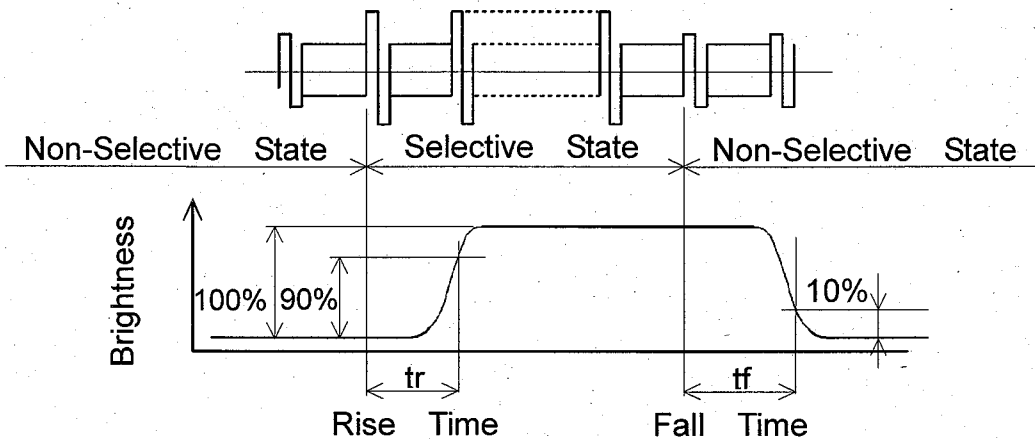 Non-Selective State
Selective State
Non-Selective State
Brightness
100%
90%
10%
tr
tf
Rise Time
Fall Time